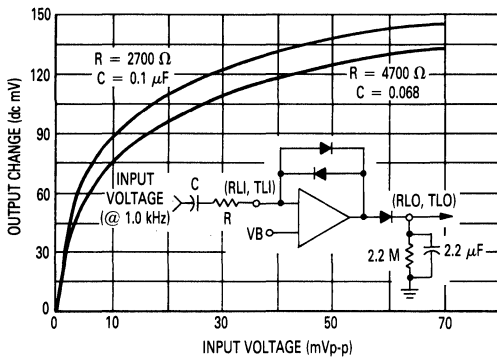 150
120
90
60
30
0
OUTPUT CHANGE (dc mV)
R = 2700 Ω
C = 0.1 μF
R = 4700 Ω
C = 0.068
INPUT
VOLTAGE
(@ 1.0 kHz)
C
R
(RLI, TLI)
VB
(RLO, TLO)
2.2 M
2.2 μF
0
10
30
50
70
INPUT VOLTAGE (mVp-p)